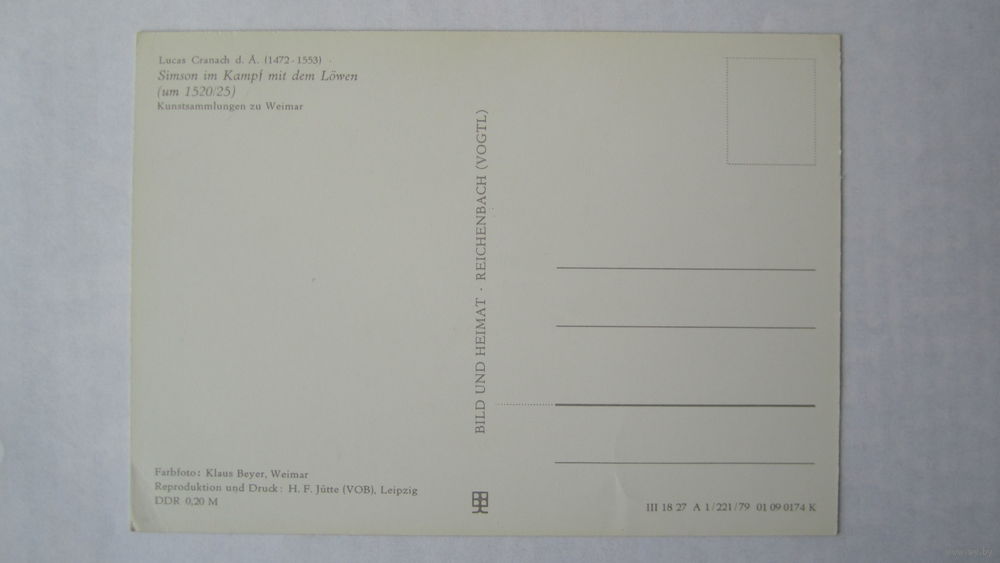 Lucas Cranach d. Ä. (1472-1553)
Simson im Kampf mit dem Löwen
(um 1520/25)
Kunstsammlungen zu Weimar
BILD UND HEIMAT · REICHENBACH (VOGTL)
Farbfoto: Klaus Beyer, Weimar
Reproduktion und Druck: H. F. Jütte (VOB), Leipzig
DDR 0,20 M
III 18 27 A 1/221/79 01 09 0174 K